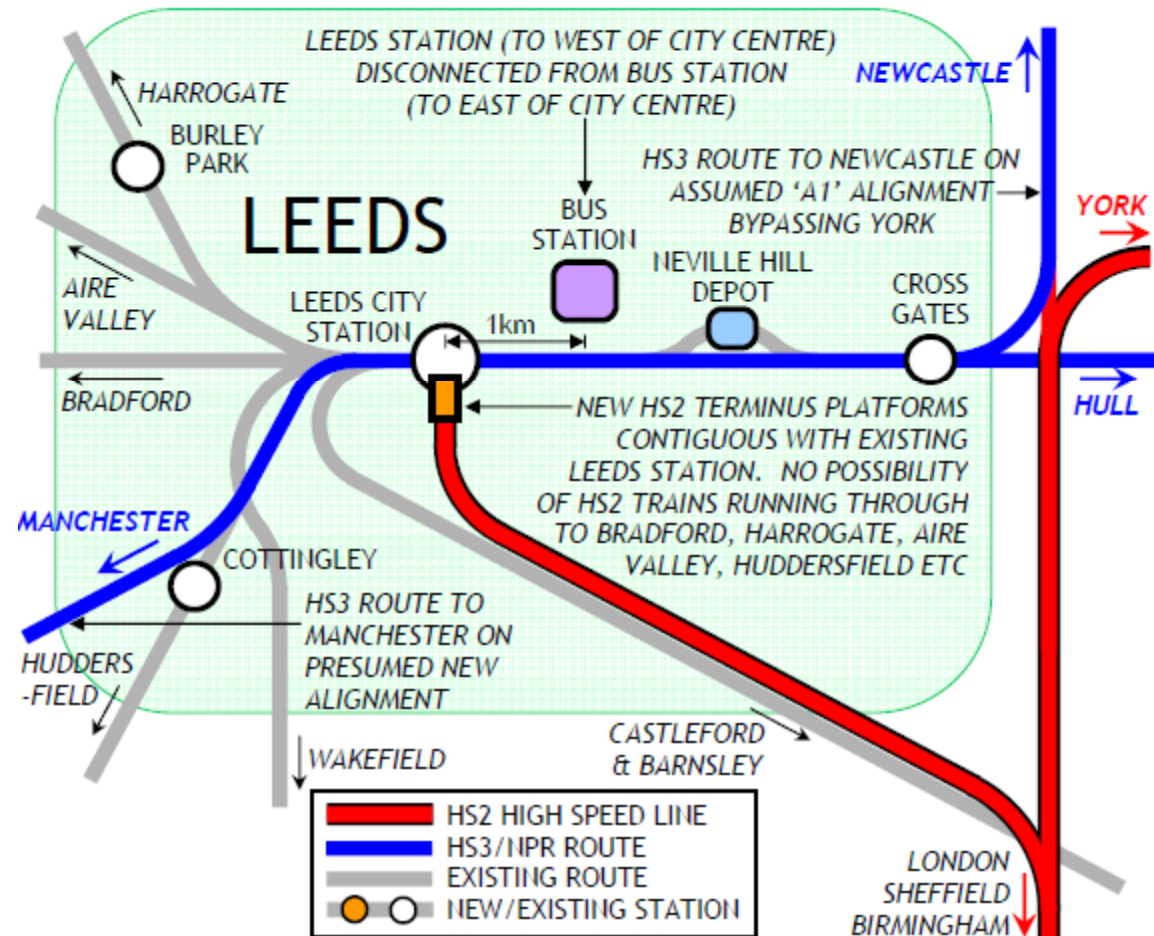 LEEDS STATION (TO WEST OF CITY CENTRE)
DISCONNECTED FROM BUS STATION
(TO EAST OF CITY CENTRE)
NEWCASTLE
HARROGATE
BURLEY
PARK
HS3 ROUTE TO NEWCASTLE ON
ASSUMED ‘A1’ ALIGNMENT
BYPASSING YORK
YORK
LEEDS
BUS
STATION
NEVILLE HILL
DEPOT
CROSS
GATES
AIRE
VALLEY
LEEDS CITY
STATION
1km
BRADFORD
HULL
NEW HS2 TERMINUS PLATFORMS
CONTIGUOUS WITH EXISTING
LEEDS STATION. NO POSSIBILITY
OF HS2 TRAINS RUNNING THROUGH
TO BRADFORD, HARROGATE, AIRE
VALLEY, HUDDERSFIELD ETC
MANCHESTER
COTTINGLEY
HS3 ROUTE TO
MANCHESTER ON
PRESUMED NEW
ALIGNMENT
HUDDERS
-FIELD
WAKEFIELD
CASTLEFORD
& BARNSLEY
HS2 HIGH SPEED LINE
HS3/NPR ROUTE
EXISTING ROUTE
NEW/EXISTING STATION
LONDON
SHEFFIELD
BIRMINGHAM